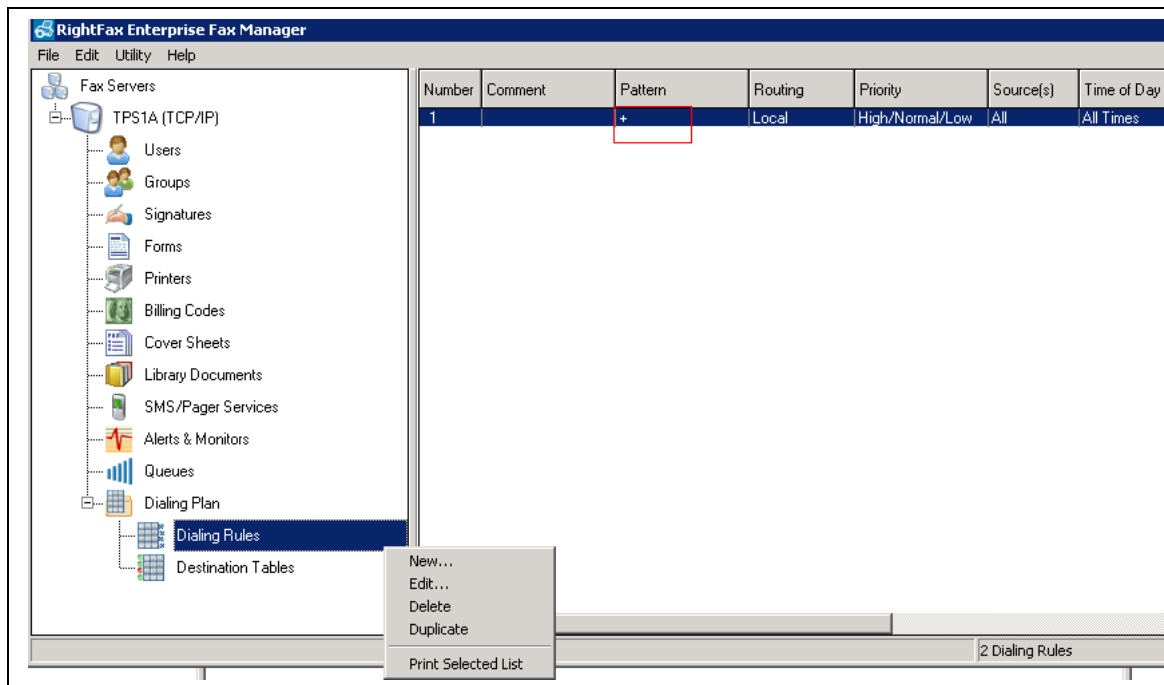 RightFax Enterprise Fax Manager
File Edit Utility Help
Fax Servers
TPS1A (TCP/IP)
Users
Groups
Signatures
Forms
Printers
Billing Codes
Cover Sheets
Library Documents
SMS/Pager Services
Alerts & Monitors
Queues
Dialing Plan
Dialing Rules
Destination Tables
Number Comment Pattern Routing Priority Source(s) Time of Day
1 + Local High/Normal/Low All All Times
New...
Edit...
Delete
Duplicate
Print Selected List
2 Dialing Rules